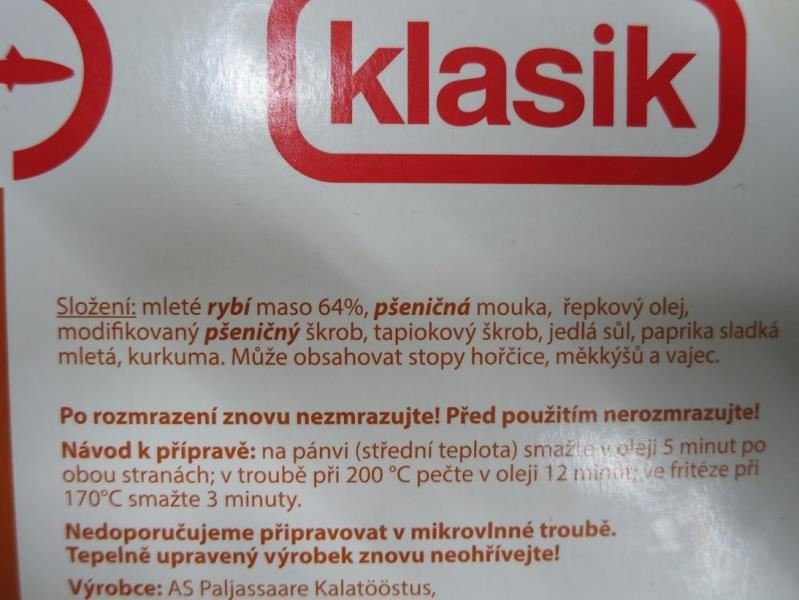 klasik
Složení: mleté rybí maso 64%, pšeničná mouka, řepkový olej,
modifikovaný pšeničný škrob, tapiokový škrob, jedlá sůl, paprika sladká
mletá, kurkuma. Může obsahovat stopy hořčice, měkkýšů a vajec.
Po rozmrazení znovu nezmrazujte! Před použitím nerozmrazujte!
Návod k přípravě: na pánvi (střední teplota) smažte v oleji 5 minut po
obou stranách; v troubě při 200 °C pečte v oleji 12 minut; ve fritéze při
170°C smažte 3 minuty.
Nedoporučujeme připravovat v mikrovlnné troubě.
Tepelně upravený výrobek znovu neohřívejte!
Výrobce: AS Paljassaare Kalatööstus,